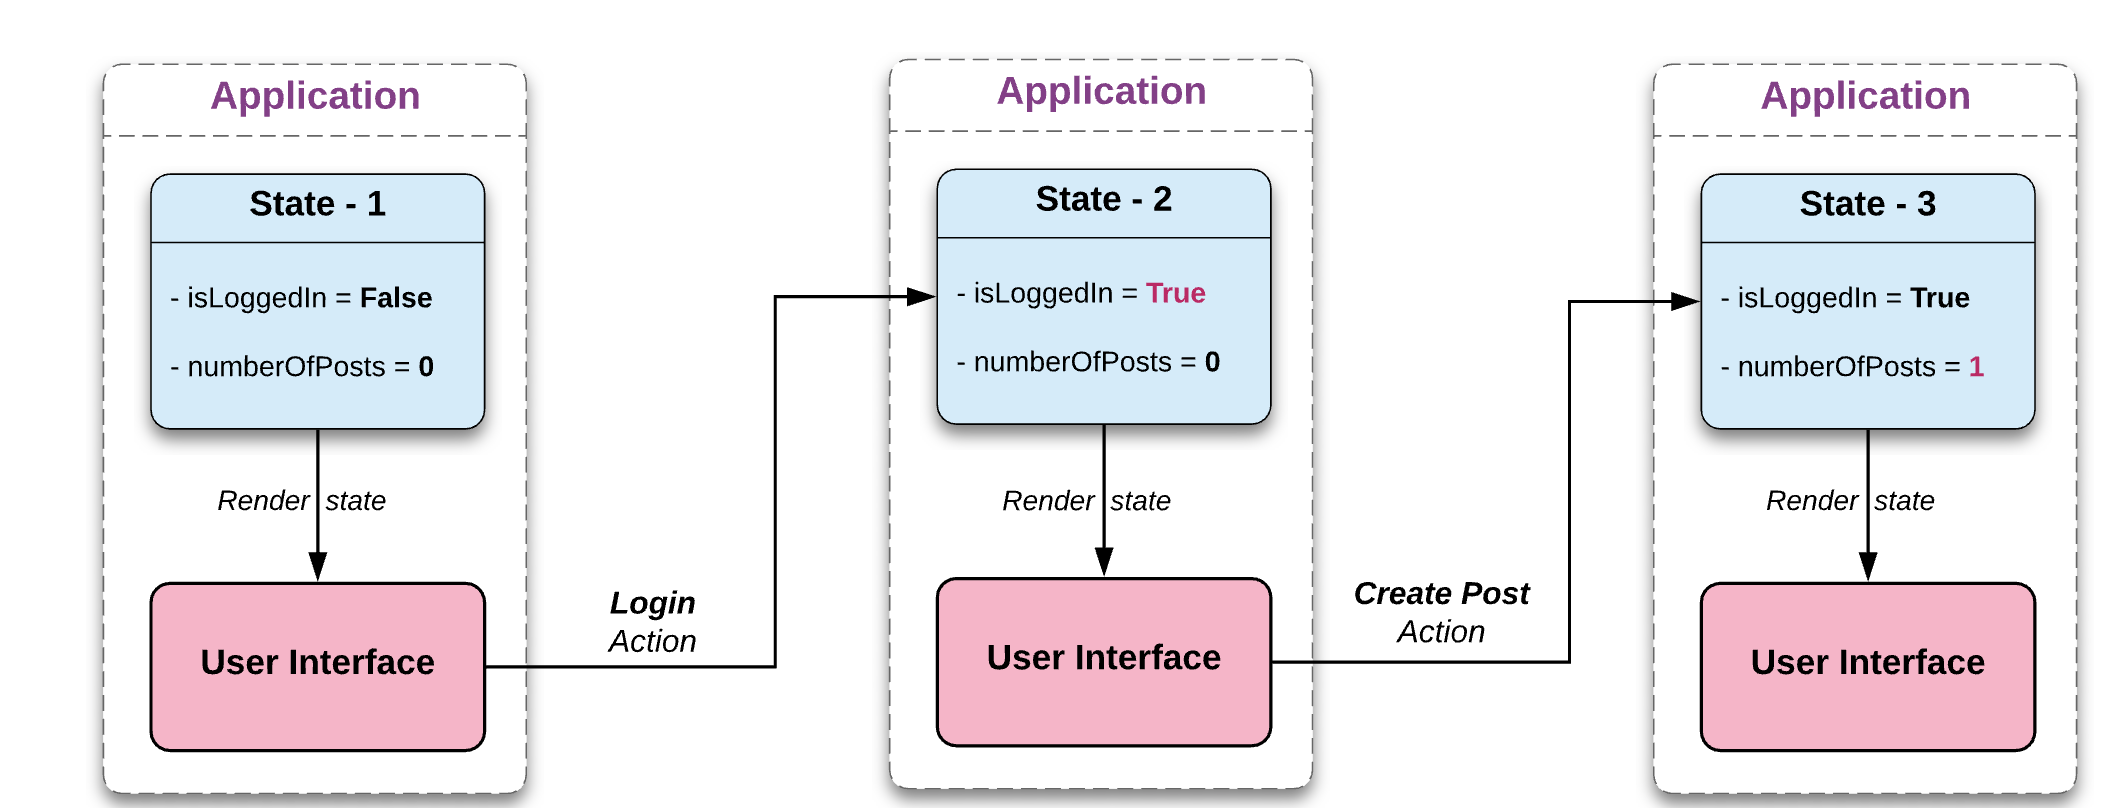 Application
State - 1
- isLoggedIn = False
- numberOfPosts = 0
Render state
User Interface
Login
Action
Application
State - 2
- isLoggedIn = True
- numberOfPosts = 0
Render state
User Interface
Create Post
Action
Application
State - 3
- isLoggedIn = True
- numberOfPosts = 1
Render state
User Interface